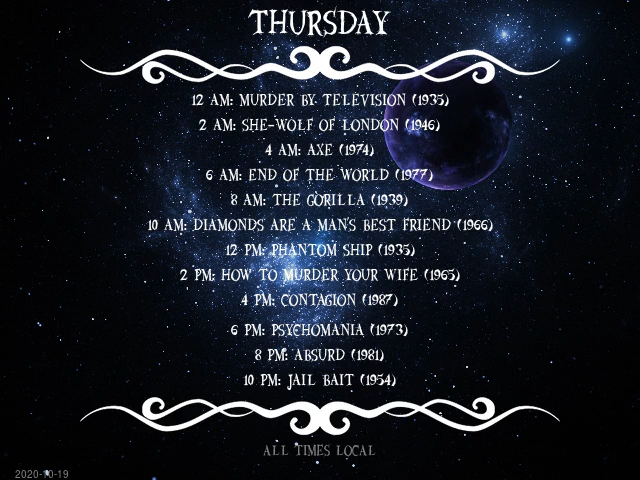 THURSDAY
12 AM: MURDER BY TELEVISION (1935)
2 AM: SHE-WOLF OF LONDON (1946)
4 AM: AXE (1974)
6 AM: END OF THE WORLD (1977)
8 AM: THE GORILLA (1939)
10 AM: DIAMONDS ARE A MAN'S BEST FRIEND (1966)
12 PM: PHANTOM SHIP (1935)
2 PM: HOW TO MURDER YOUR WIFE (1965)
4 PM: CONTAGION (1987)
6 PM: PSYCHOMANIA (1973)
8 PM: ABSURD (1981)
10 PM: JAIL BAIT (1954)
ALL TIMES LOCAL
2020-10-19